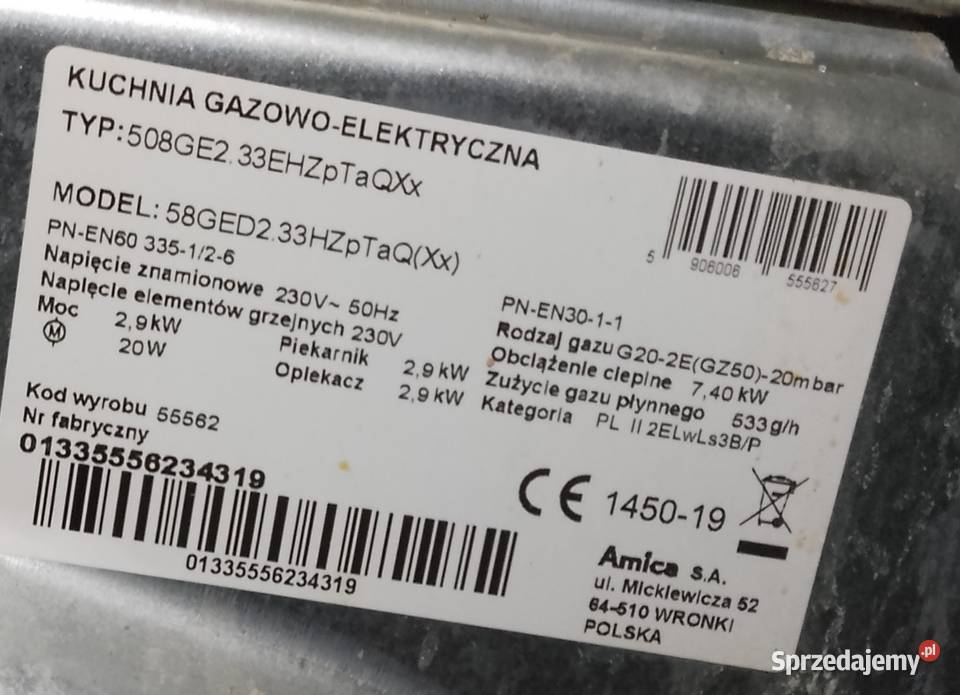 KUCHNIA GAZOWO-ELEKTRYCZNA
TYP:508GE2.33EHZpTaQXx
MODEL: 58GED2.33HZpTaQ(Xx)
PN-EN60 335-1/2-6
Napięcie znamionowe 230V~ 50Hz
Napięcie elementów grzejnych 230V
Moc 2,9kW Piekarnik 2,9 kW
M 20W Opiekacz 2,9 kW
Kod wyrobu 55562
Nr fabryczny
01335556234319
01335556234319
5 906006 555627
PN-EN30-1-1
Rodzaj gazu G20-2E(GZ50)-20mbar
Obciążenie cieplne 7,40 kW
Zużycie gazu płynnego 533g/h
Kategoria PL II 2ELwLs3B/P
CE 1450-19
Amica S.A.
ul. Mickiewicza 52
64-510 WRONKI
POLSKA
Sprzedajemy.pl